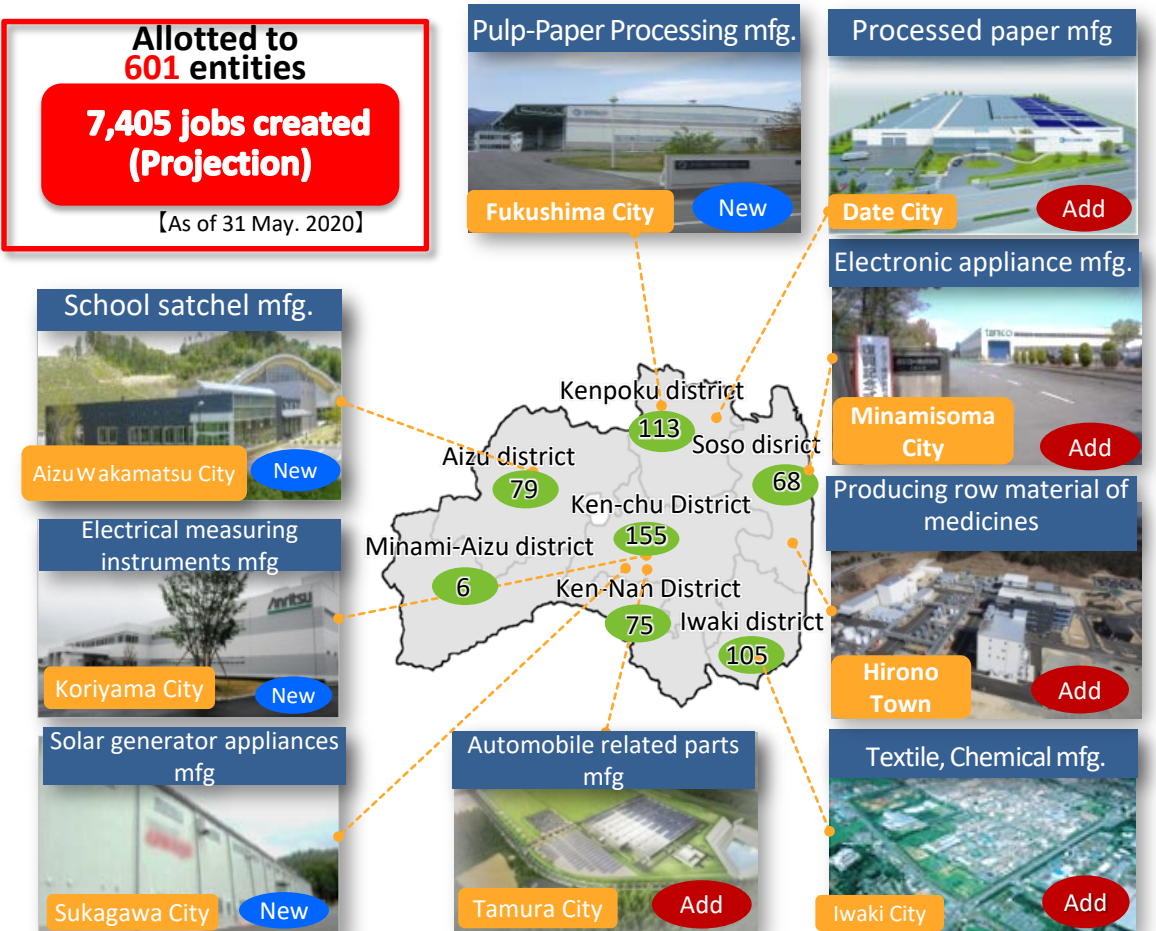 Allotted to
601 entities
7,405 jobs created
(Projection)
【As of 31 May. 2020】
Pulp-Paper Processing mfg.
Fukushima City
New
Processed paper mfg
Date City
Add
Electronic appliance mfg.
tanico
Minamisoma
City
Add
School satchel mfg.
AizuWakamatsu City
New
Kenpoku district
113
Soso disrict
68
Aizu district
79
Ken-chu District
155
Minami-Aizu district
6
Ken-Nan District
75
Iwaki district
105
Producing row material of
medicines
Hirono
Town
Add
Electrical measuring
instruments mfg
Anritsu
Koriyama City
New
Solar generator appliances
mfg
Sukagawa City
New
Automobile related parts
mfg
Tamura City
Add
Textile, Chemical mfg.
Iwaki City
Add